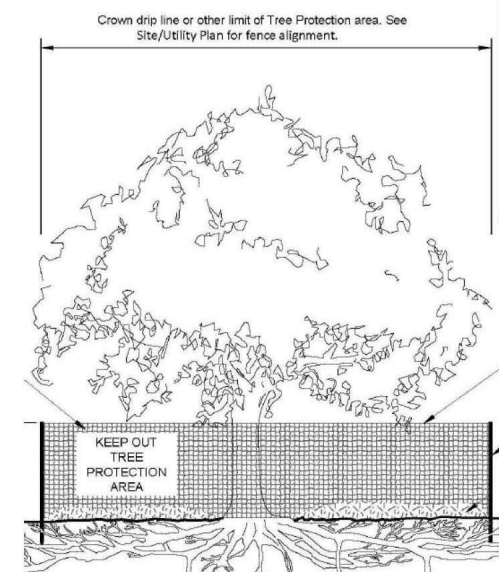 Crown drip line or other limit of Tree Protection area. See
Site/Utility Plan for fence alignment.
KEEP OUT
TREE
PROTECTION
AREA